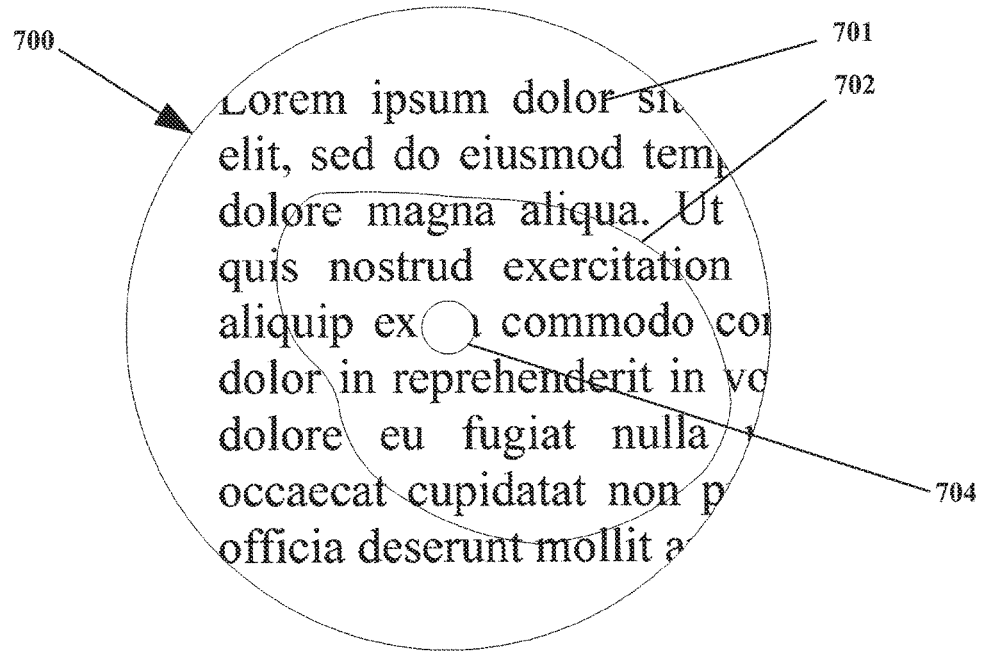 700
701
702
Lorem ipsum dolor
elit, sed do eiusmod
dolore magna aliqua. Ut
quis nostrud exercitation
aliquip ex commodo
dolor in reprehenderit in
dolore eu fugiat nulla
occaecat cupidatat non
704
officia deserunt mollit